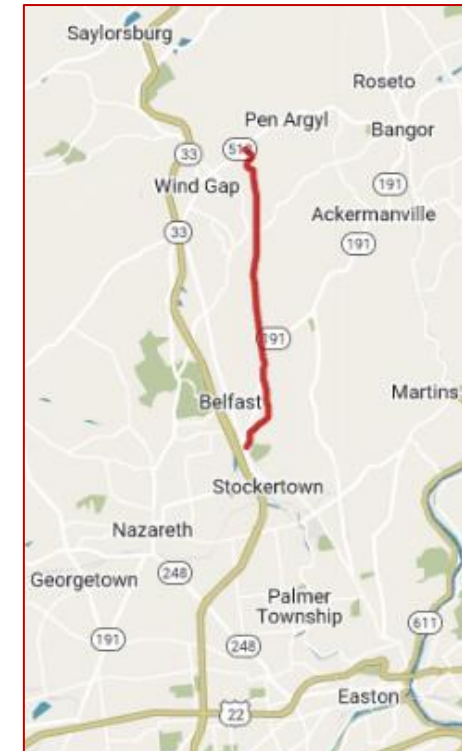 Saylorsburg
Roseto
Pen Argyl
Bangor
33
Wind Gap
191
Ackermanville
33
191
191
Belfast
Martins
Stockertown
Nazareth
248
Georgetown
Palmer
Township
611
191
248
Easton
22